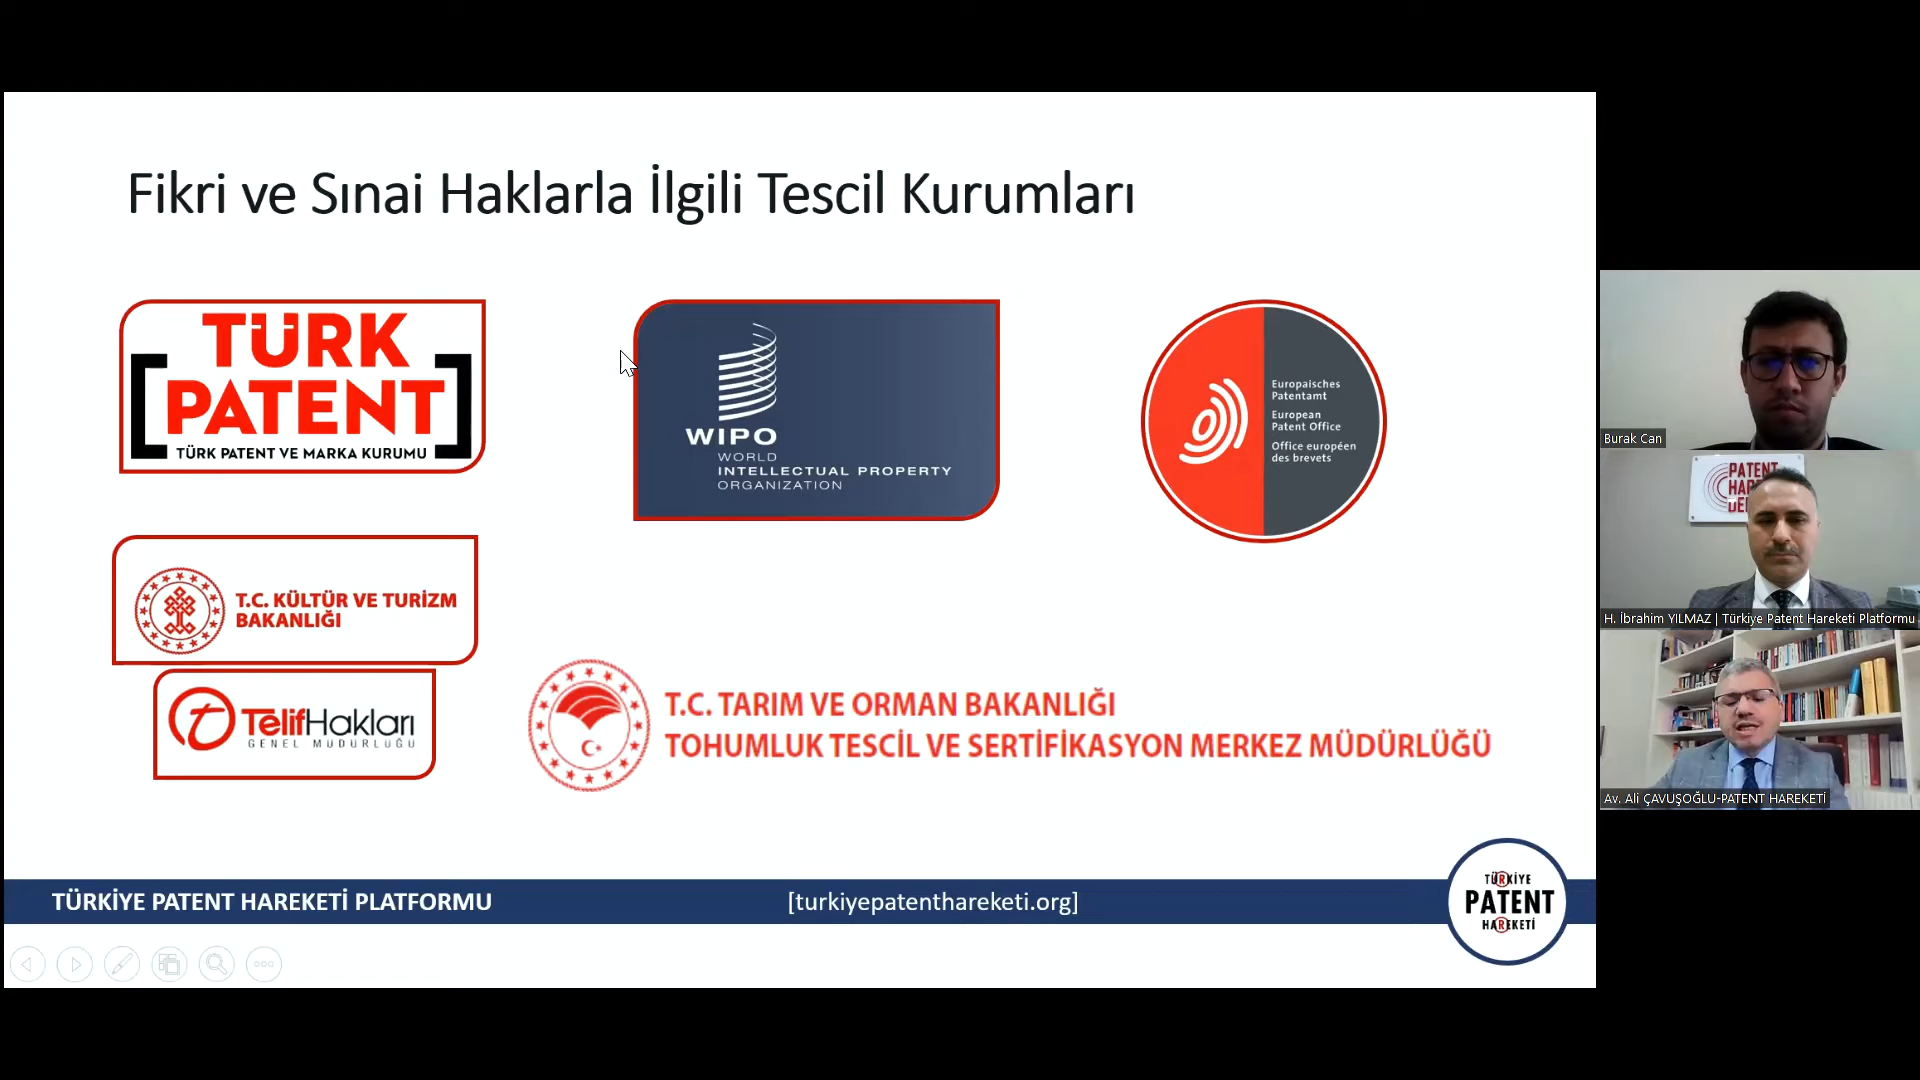 Fikri ve Sınai Haklarla İlgili Tescil Kurumları
TÜRK
PATENT
TÜRK PATENT VE MARKA KURUMU
WIPO
WORLD
INTELLECTUAL PROPERTY
ORGANIZATION
Europäisches
Patentamt
European
Patent Office
Office européen
des brevets
T.C. KÜLTÜR VE TURİZM
BAKANLIĞI
TelifHakları
GENEL MÜDÜRLÜĞÜ
T.C. TARIM VE ORMAN BAKANLIĞI
TOHUMLUK TESCİL VE SERTİFİKASYON MERKEZ MÜDÜRLÜĞÜ
TÜRKİYE PATENT HAREKETİ PLATFORMU
[turkiyepatenthareketi.org]
TÜRKİYE
PATENT
HAREKETİ
Burak Can
PATENT
H. İbrahim YILMAZ | Türkiye Patent Hareketi Platformu
Av. Ali ÇAVUŞOĞLU-PATENT HAREKETİ